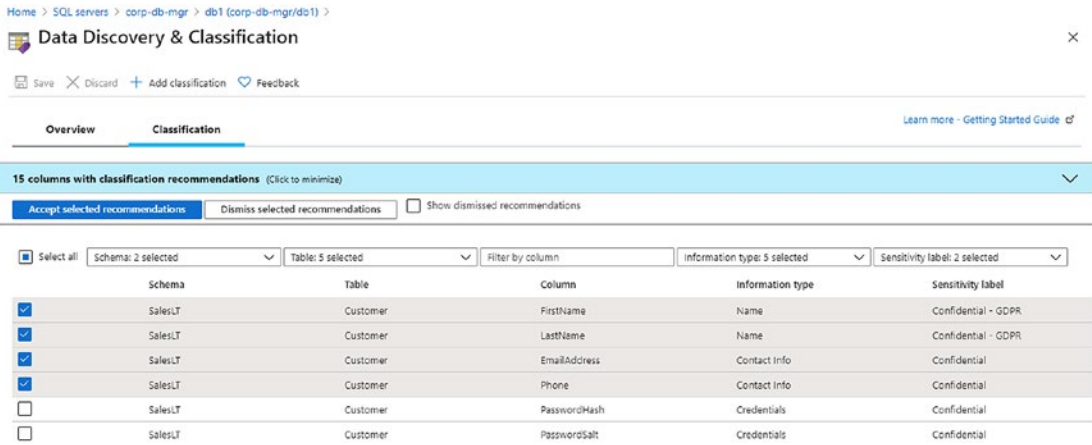 Home > SQL servers > corp-db-mgr > db1 (corp-db-mgr/db1) >
Data Discovery & Classification
Save Discard Add classification Feedback
Overview Classification Learn more - Getting Started Guide
15 columns with classification recommendations (Click to minimize)
Accept selected recommendations Dismiss selected recommendations Show dismissed recommendations
Select all Schema: 2 selected Table: 5 selected Filter by column Information type: 5 selected Sensitivity label: 2 selected
Schema Table Column Information type Sensitivity label
SalesLT Customer FirstName Name Confidential - GDPR
SalesLT Customer LastName Name Confidential - GDPR
SalesLT Customer EmailAddress Contact Info Confidential
SalesLT Customer Phone Contact Info Confidential
SalesLT Customer PasswordHash Credentials Confidential
SalesLT Customer PasswordSalt Credentials Confidential